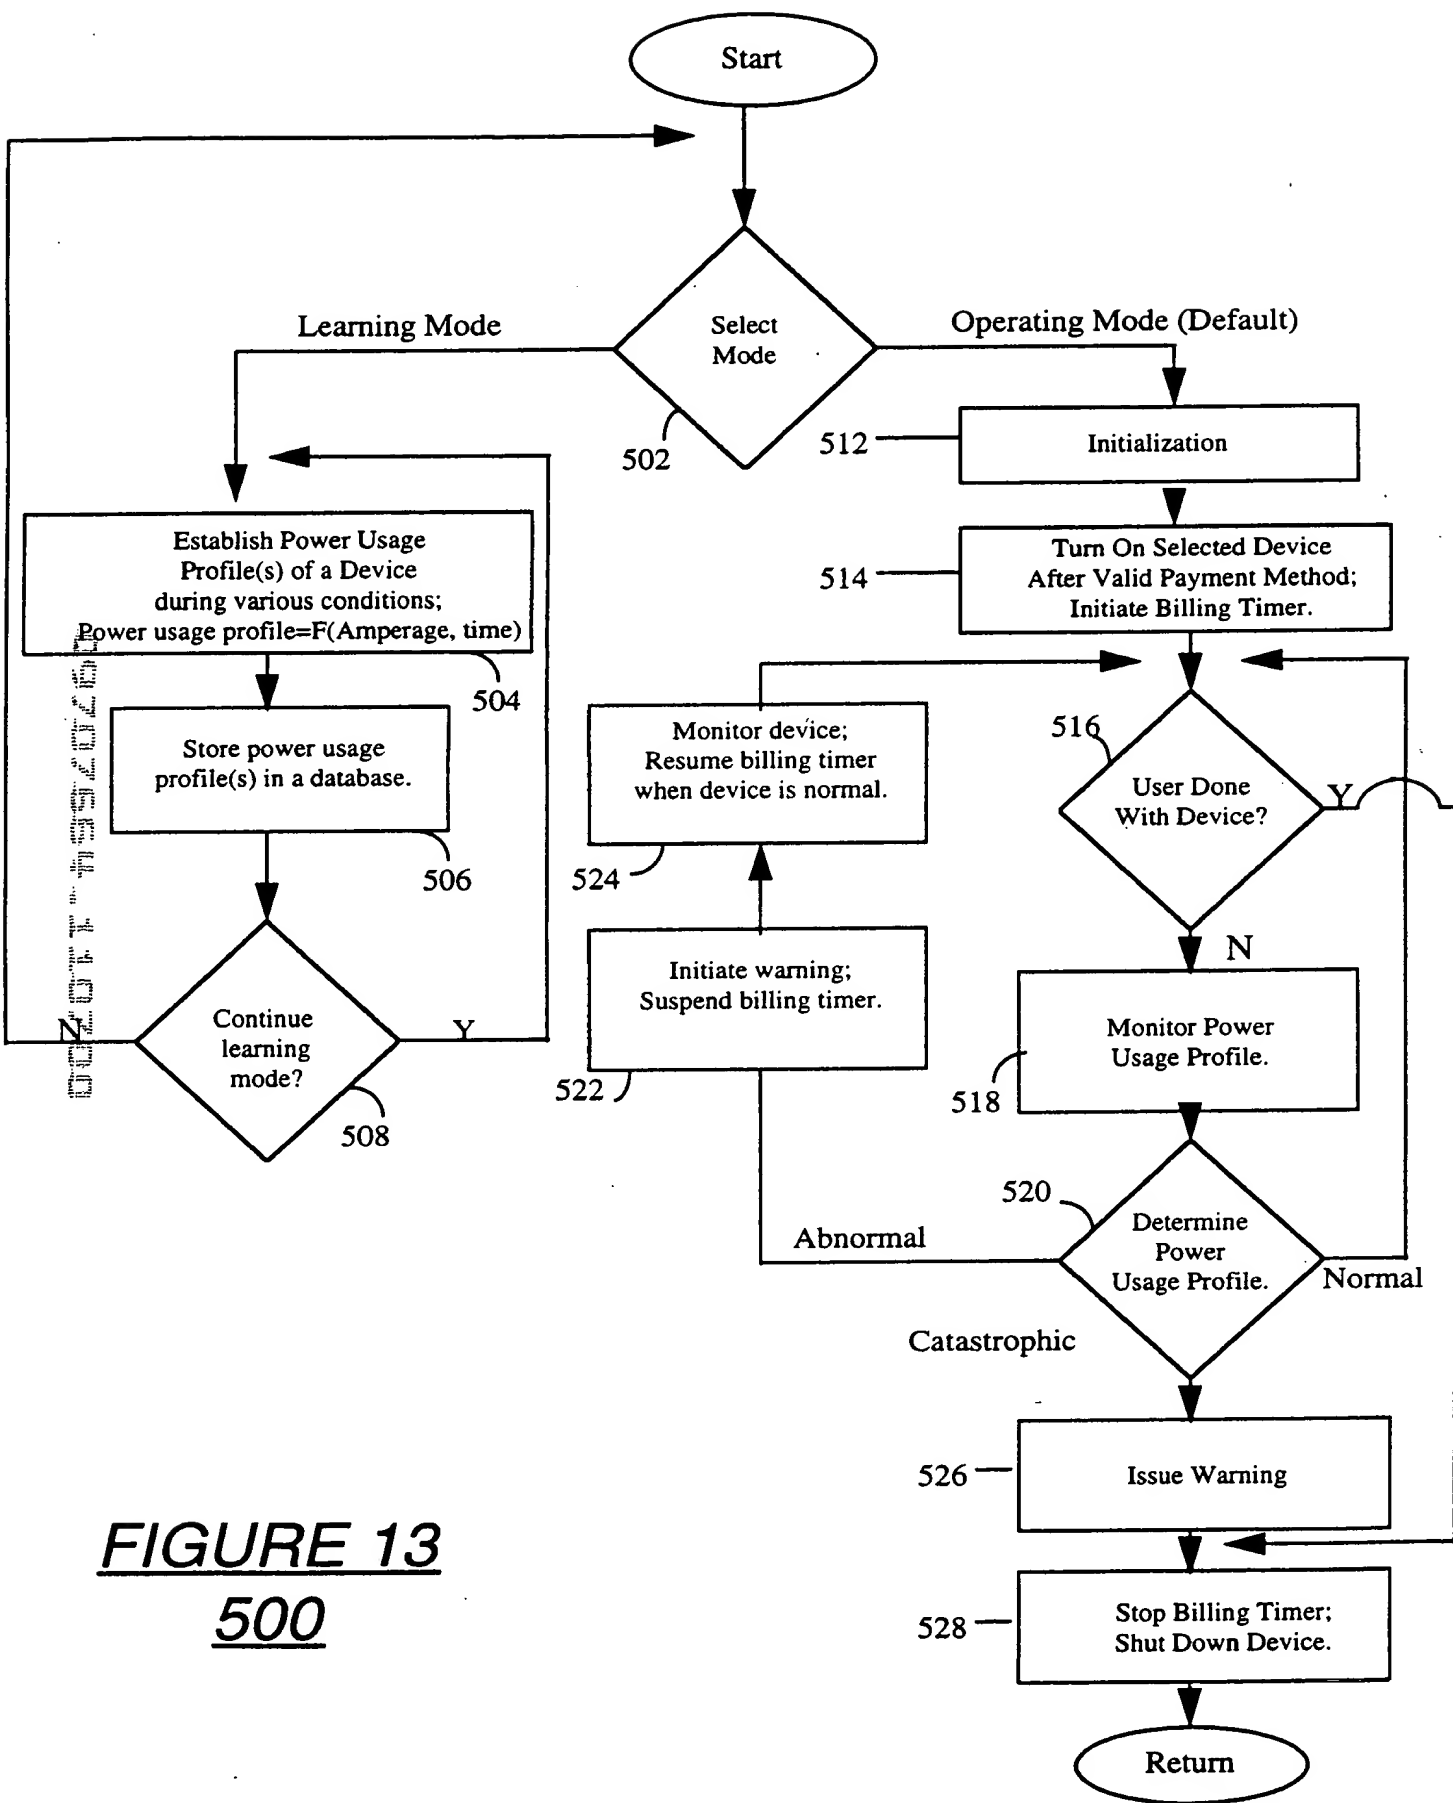 Start
Learning Mode
Select
Mode
Operating Mode (Default)
502
512
Initialization
Establish Power Usage
Profile(s) of a Device
during various conditions;
Power usage profile=F(Amperage, time)
504
514
Turn On Selected Device
After Valid Payment Method;
Initiate Billing Timer.
Store power usage
profile(s) in a database.
506
Monitor device;
Resume billing timer
when device is normal.
524
516
User Done
With Device?
Y
N
Continue
learning
mode?
N
Y
508
Initiate warning;
Suspend billing timer.
522
Monitor Power
Usage Profile.
518
520
Determine
Power
Usage Profile.
Abnormal
Normal
Catastrophic
526
Issue Warning
528
Stop Billing Timer;
Shut Down Device.
Return
FIGURE 13
500